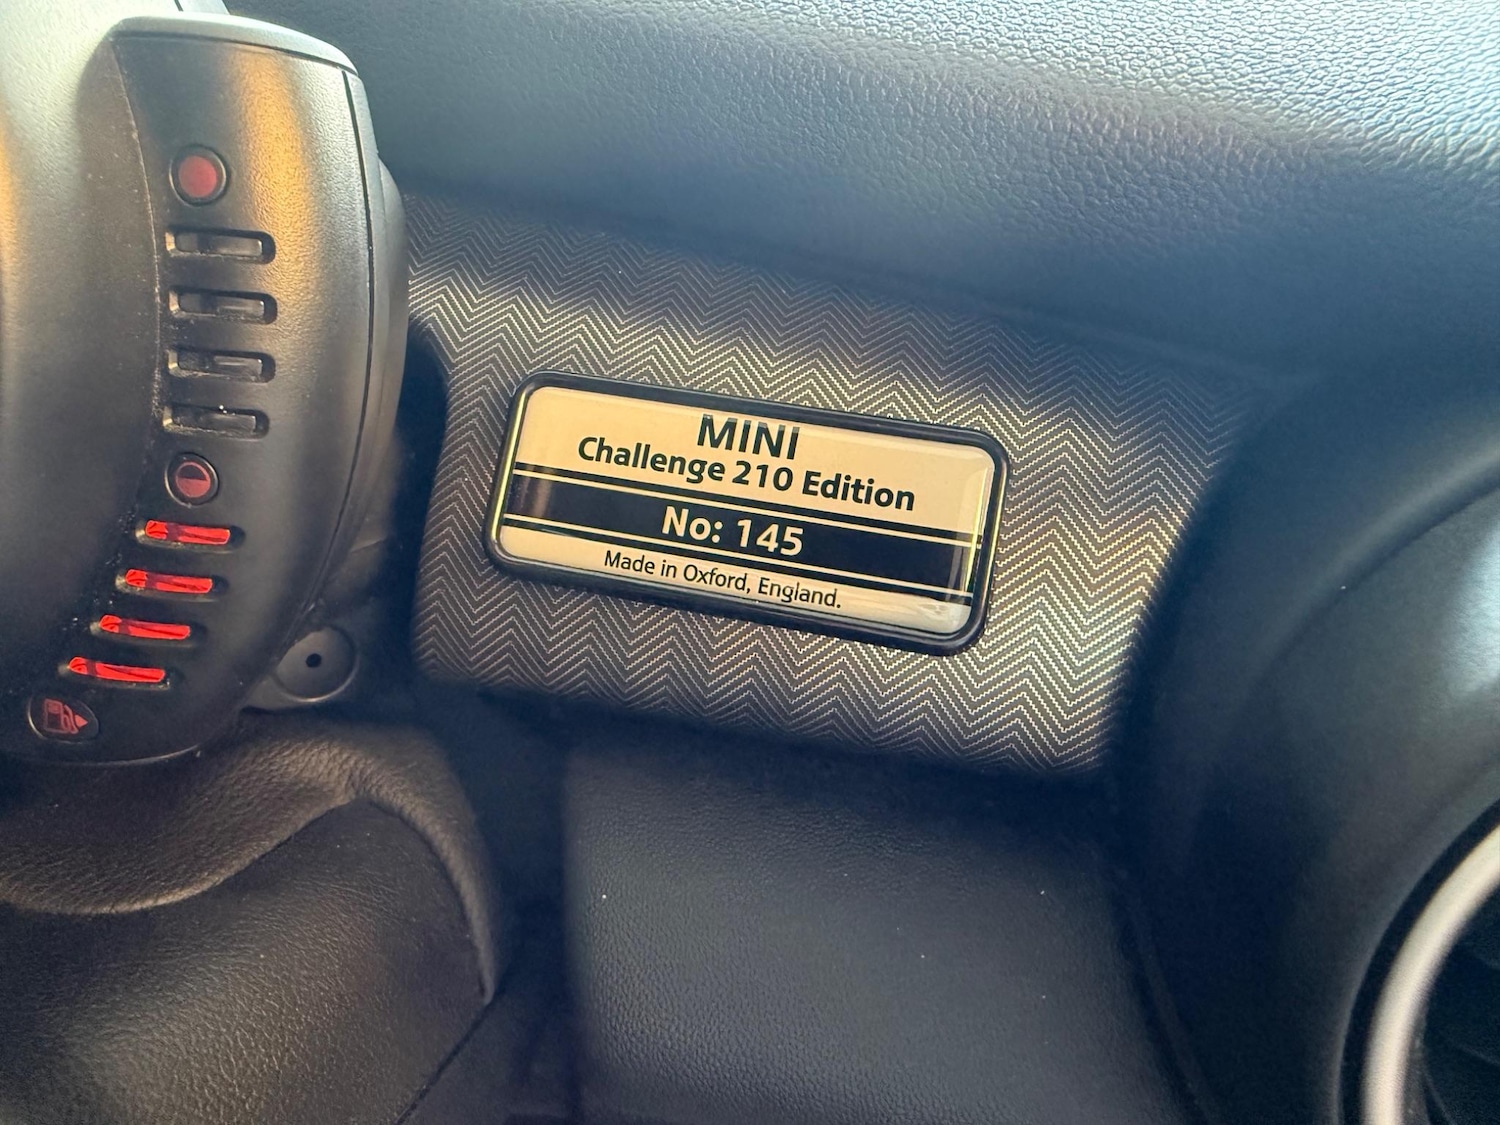 MINI
Challenge 210 Edition
No: 145
Made in Oxford, England.